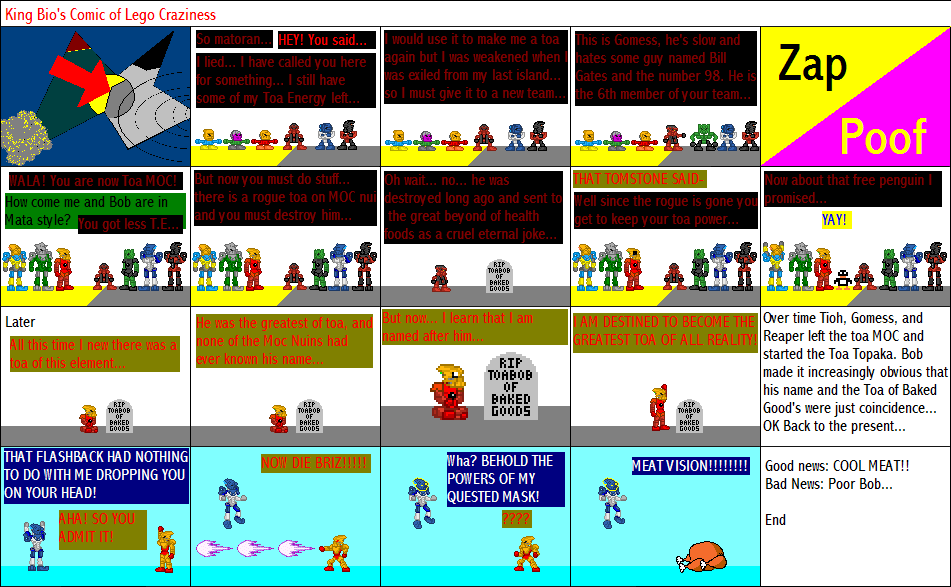 King Bio's Comic of Lego Craziness
So matoran...
HEY! You said...
I lied... I have called you here
for something... I still have
some of my Toa Energy left...
I would use it to make me a toa
again but I was weakened when I
was exiled from my last island...
so I must give it to a new team...
This is Gomess, he's slow and
hates some guy named Bill
Gates and the number 98. He is
the 6th member of your team...
Zap
Poof
WALA! You are now Toa MOC!
How come me and Bob are in
Mata style?
You got less T.E...
But now you must do stuff...
there is a rogue toa on MOC nui
and you must destroy him...
Oh wait... no... he was
destroyed long ago and sent to
the great beyond of health
foods as a cruel eternal joke...
RIP
TOABOB
OF
BAKED
GOODS
THAT TOMSTONE SAID-
Well since the rogue is gone you
get to keep your toa power...
Now about that free penguin I
promised...
YAY!
Later
All this time I new there was a
toa of this element...
RIP
TOABOB
OF
BAKED
GOODS
He was the greatest of toa, and
none of the Moc Nuins had
ever known his name...
RIP
TOABOB
OF
BAKED
GOODS
But now... I learn that I am
named after him...
RIP
TOABOB
OF
BAKED
GOODS
I AM DESTINED TO BECOME THE
GREATEST TOA OF ALL REALITY!
RIP
TOABOB
OF
BAKED
GOODS
Over time Tioh, Gomess, and
Reaper left the toa MOC and
started the Toa Topaka. Bob
made it increasingly obvious that
his name and the Toa of Baked
Good's were just coincidence...
OK Back to the present...
THAT FLASHBACK HAD NOTHING
TO DO WITH ME DROPPING YOU
ON YOUR HEAD!
AHA! SO YOU
ADMIT IT!
NOW DIE BRIZ!!!!!
Wha? BEHOLD THE
POWERS OF MY
QUESTED MASK!
????
MEAT VISION!!!!!!!!
Good news: COOL MEAT!!
Bad News: Poor Bob...
End